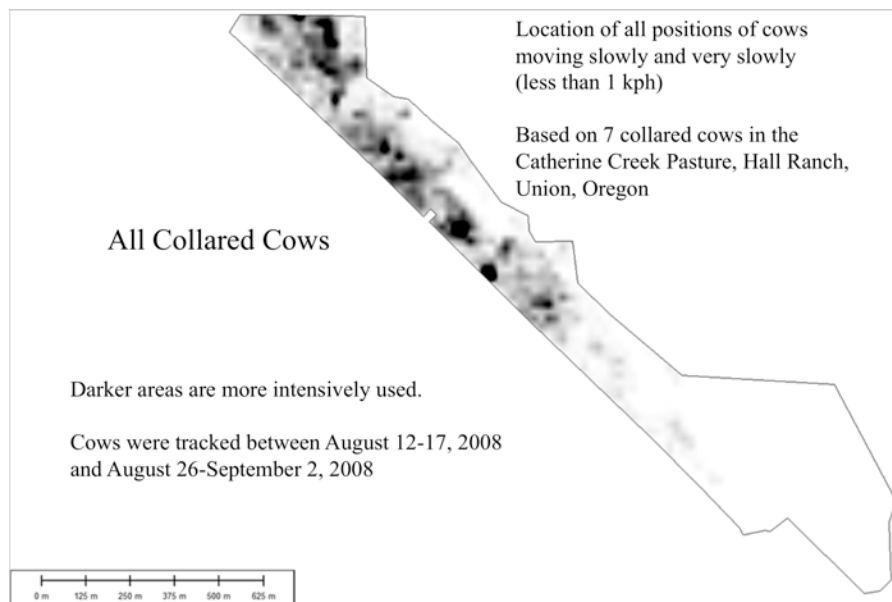 Location of all positions of cows
moving slowly and very slowly
(less than 1 kph)
Based on 7 collared cows in the
Catherine Creek Pasture, Hall Ranch,
Union, Oregon
All Collared Cows
Darker areas are more intensively used.
Cows were tracked between August 12-17, 2008
and August 26-September 2, 2008
0 m 125 m 250 m 375 m 500 m 625 m